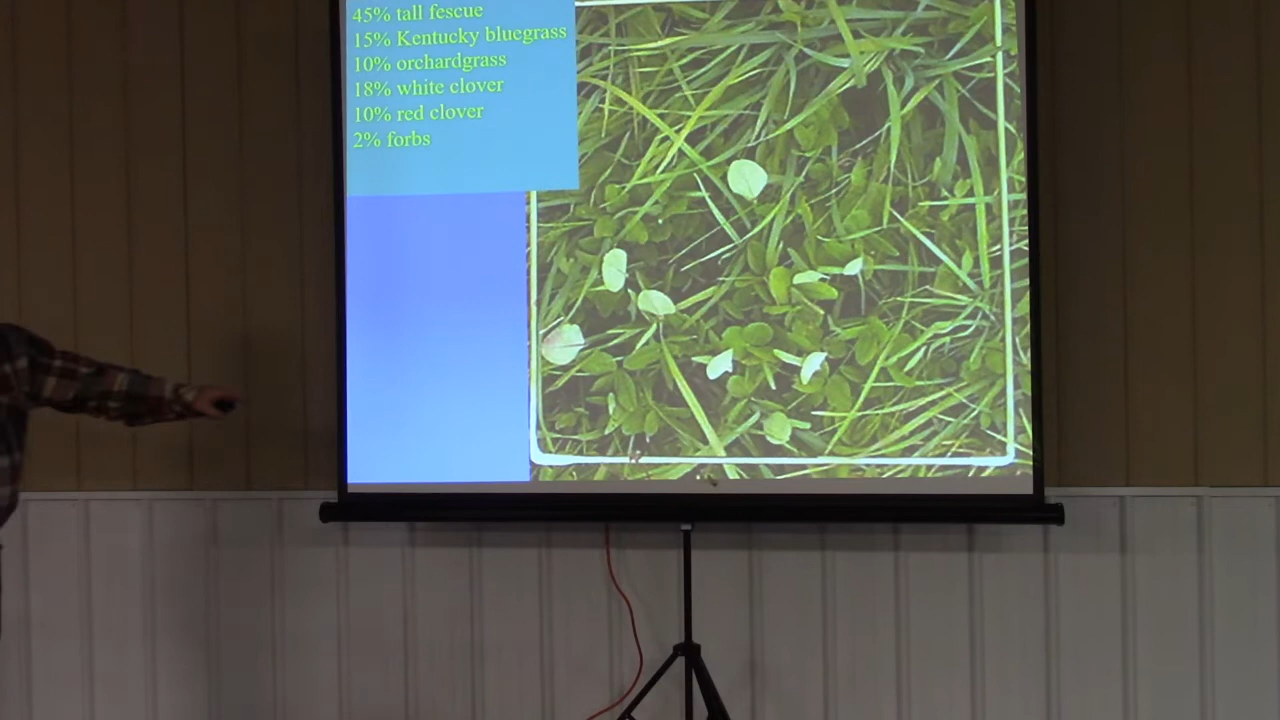 45% tall fescue
15% Kentucky bluegrass
10% orchardgrass
18% white clover
10% red clover
2% forbs